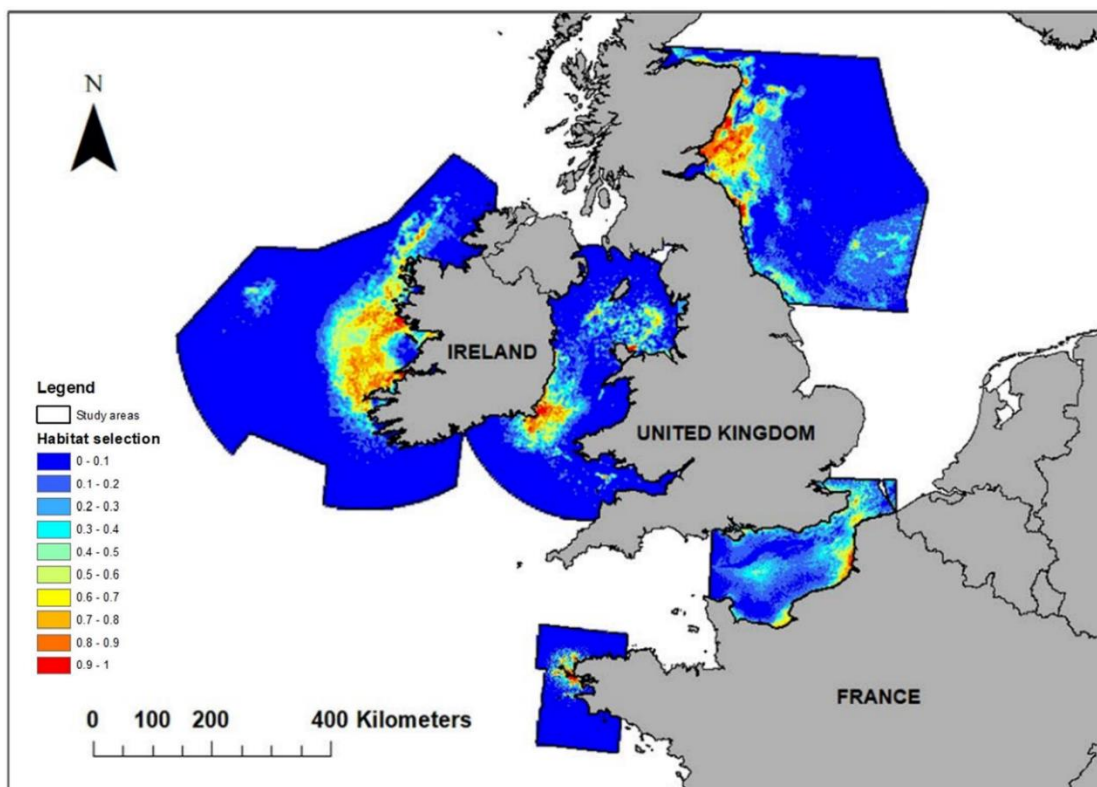 N
IRELAND
UNITED KINGDOM
Legend
Study areas
Habitat selection
0 - 0.1
0.1 - 0.2
0.2 - 0.3
0.3 - 0.4
0.4 - 0.5
0.5 - 0.6
0.6 - 0.7
0.7 - 0.8
0.8 - 0.9
0.9 - 1
FRANCE
0 100 200 400 Kilometers